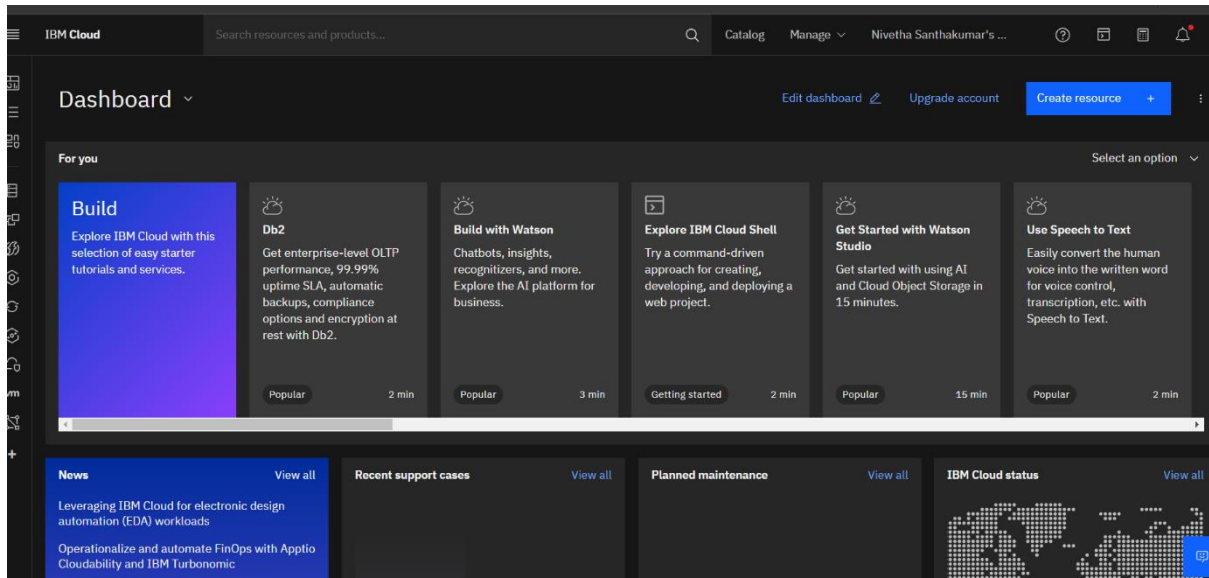 IBM Cloud
Search resources and products...
Catalog
Manage
Nivetha Santhakumar's ...
Dashboard
Edit dashboard
Upgrade account
Create resource +
For you
Select an option
Build
Explore IBM Cloud with this
selection of easy starter
tutorials and services.
Db2
Get enterprise-level OLTP
performance, 99.99%
uptime SLA, automatic
backups, compliance
options and encryption at
rest with Db2.
Popular
2 min
Build with Watson
Chatbots, insights,
recognitizers, and more.
Explore the AI platform for
business.
Popular
3 min
Explore IBM Cloud Shell
Try a command-driven
approach for creating,
developing, and deploying a
web project.
Getting started
2 min
Get Started with Watson
Studio
Get started with using AI
and Cloud Object Storage in
15 minutes.
Popular
15 min
Use Speech to Text
Easily convert the human
voice into the written word
for voice control,
transcription, etc. with
Speech to Text.
Popular
2 min
vm
News
View all
Leveraging IBM Cloud for electronic design
automation (EDA) workloads
Operationalize and automate FinOps with Apptio
Cloudability and IBM Turbonomic
Recent support cases
View all
Planned maintenance
View all
IBM Cloud status
View all